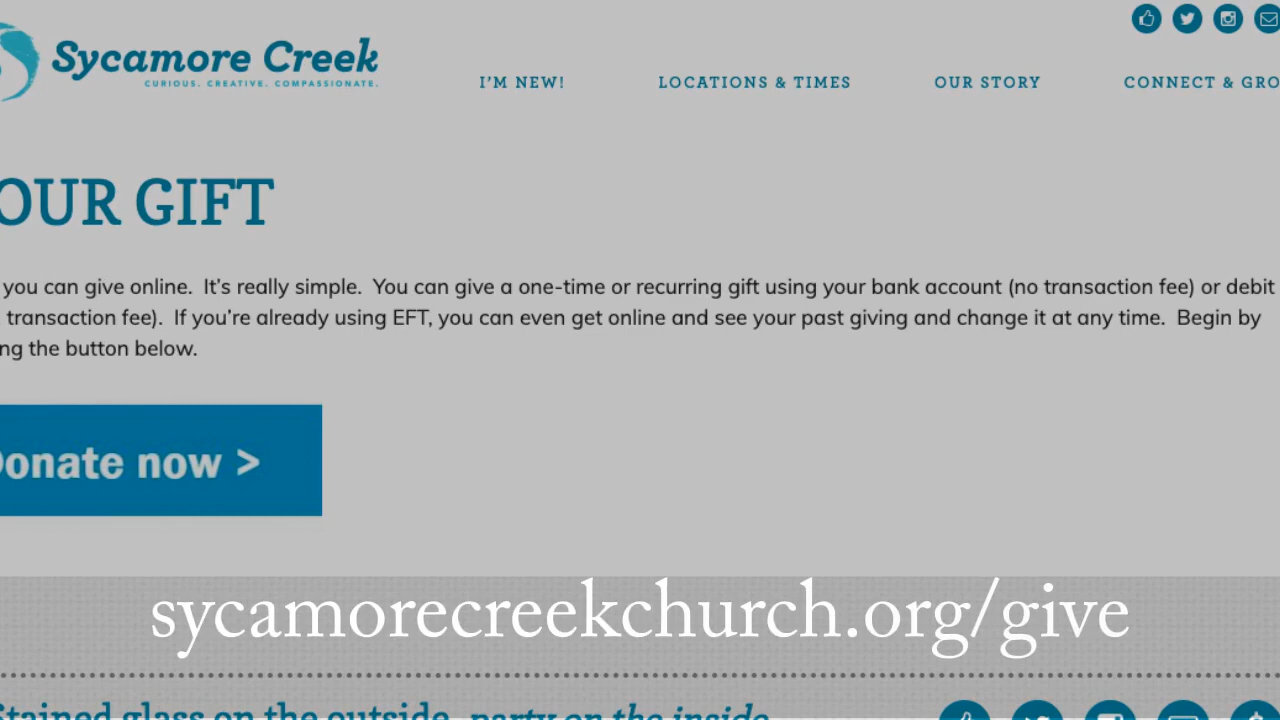 Sycamore Creek
CURIOUS. CREATIVE. COMPASSIONATE.
I'M NEW! LOCATIONS & TIMES OUR STORY CONNECT & GRO
OUR GIFT
you can give online. It's really simple. You can give a one-time or recurring gift using your bank account (no transaction fee) or debit
transaction fee). If you're already using EFT, you can even get online and see your past giving and change it at any time. Begin by
ng the button below.
Donate now >
sycamorecreekchurch.org/give
Stained glass on the outside, party on the inside